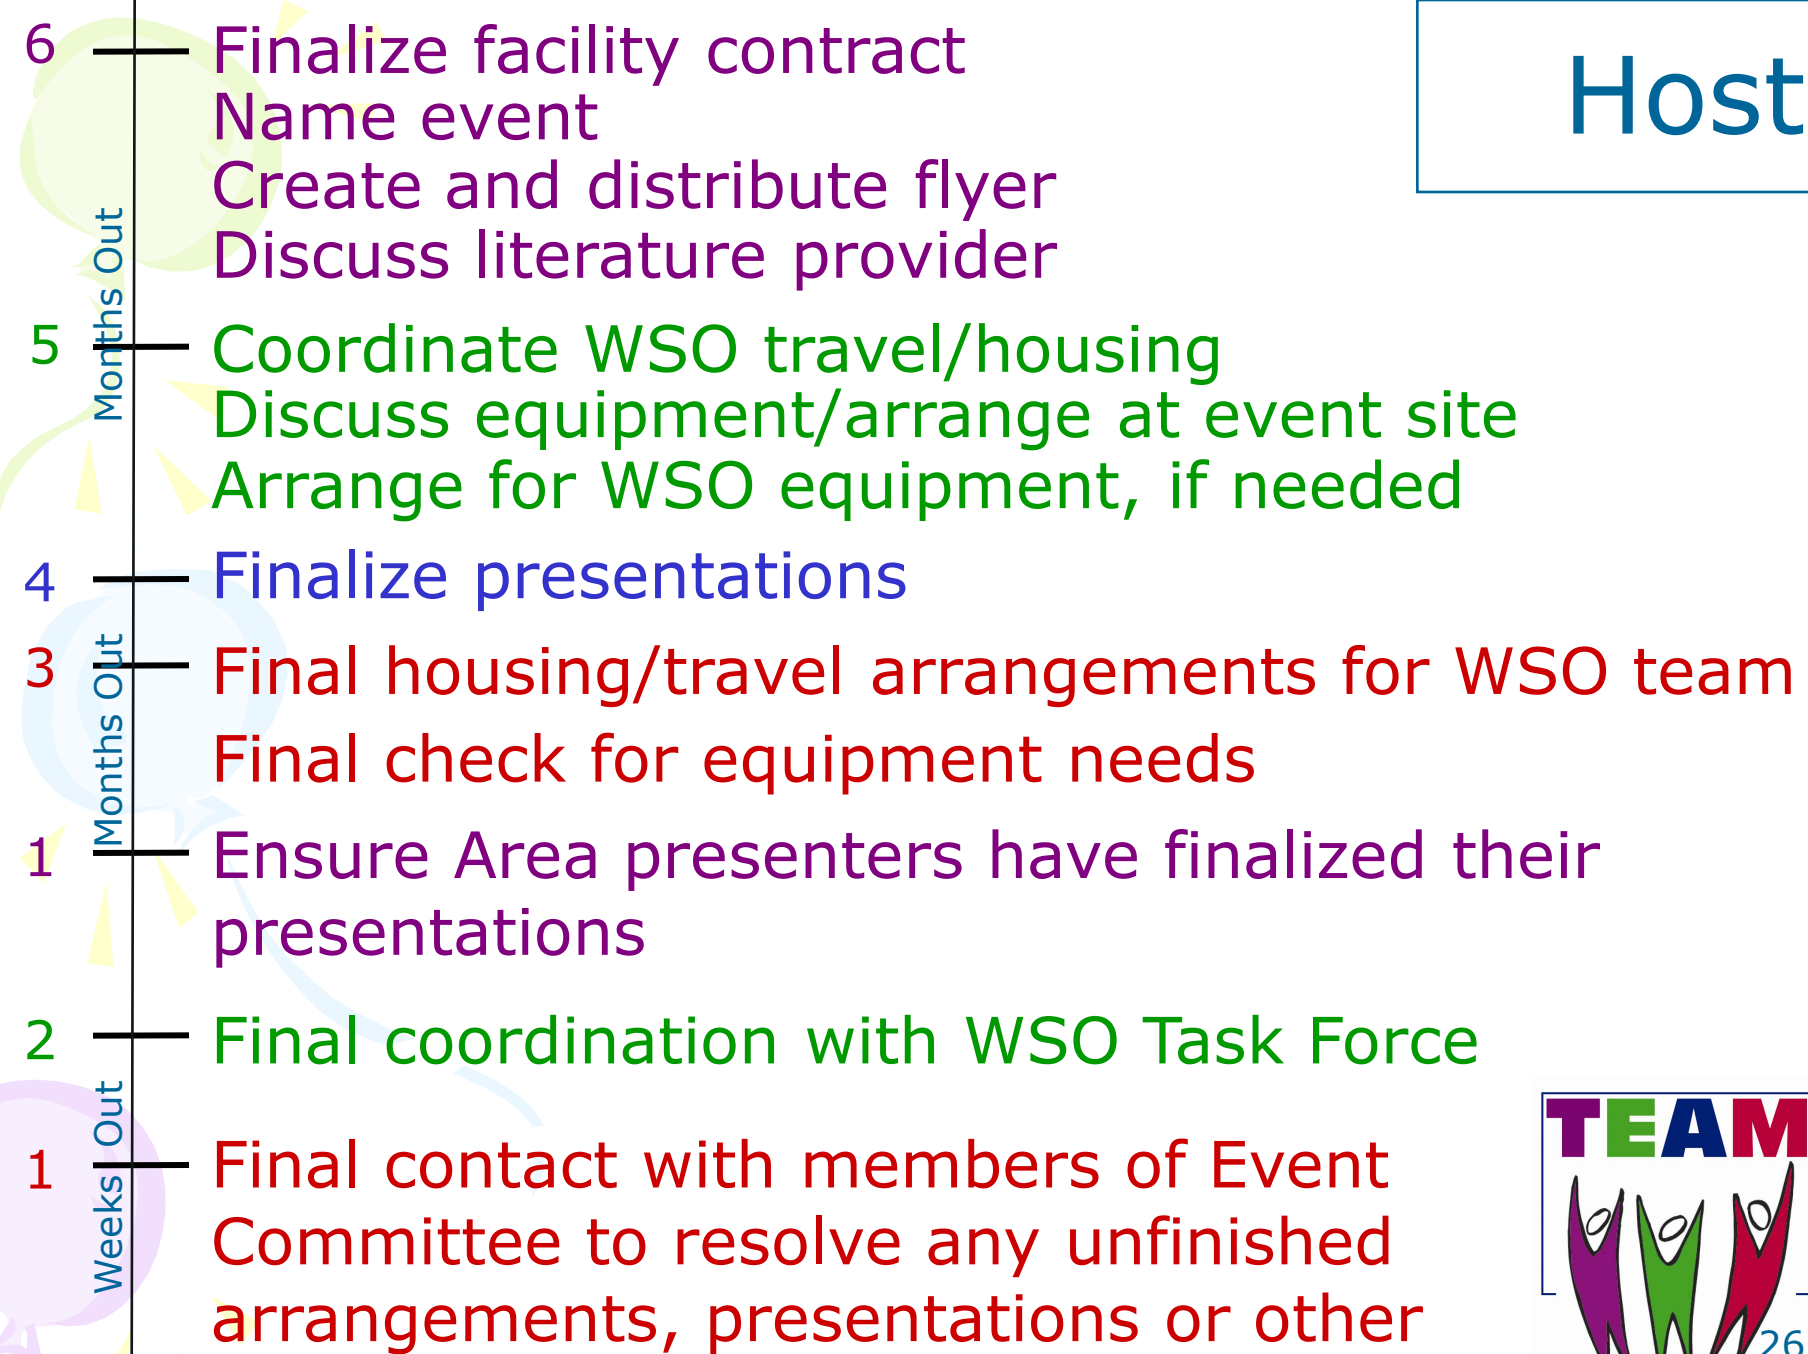 Host
6 Finalize facility contract
Name event
Create and distribute flyer
Discuss literature provider
Months Out
5 Coordinate WSO travel/housing
Discuss equipment/arrange at event site
Arrange for WSO equipment, if needed
4 Finalize presentations
3 Final housing/travel arrangements for WSO team
Months Out
Final check for equipment needs
1 Ensure Area presenters have finalized their
presentations
2 Final coordination with WSO Task Force
Weeks Out
1 Final contact with members of Event
Committee to resolve any unfinished
arrangements, presentations or other
TEAM
26